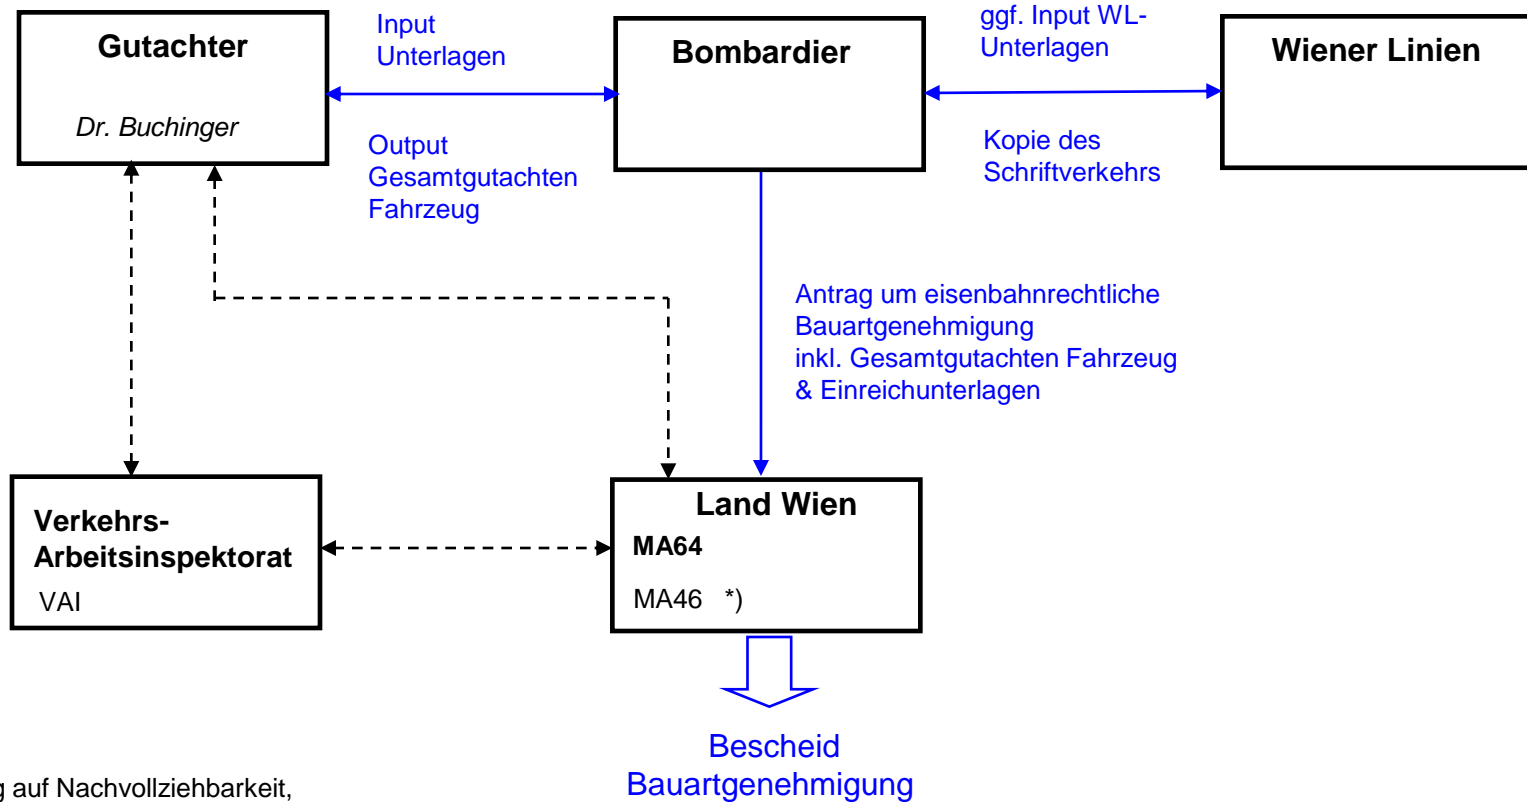 Gutachter
Dr. Buchinger
Input
Unterlagen
Output
Gesamtgutachten
Fahrzeug
Bombardier
ggf. Input WL-
Unterlagen
Kopie des
Schriftverkehrs
Wiener Linien
Antrag um eisenbahnrechtliche
Bauartgenehmigung
inkl. Gesamtgutachten Fahrzeug
& Einreichunterlagen
Verkehrs-
Arbeitsinspektorat
VAI
Land Wien
MA64
MA46 *)
Bescheid
Bauartgenehmigung
auf Nachvollziehbarkeit,